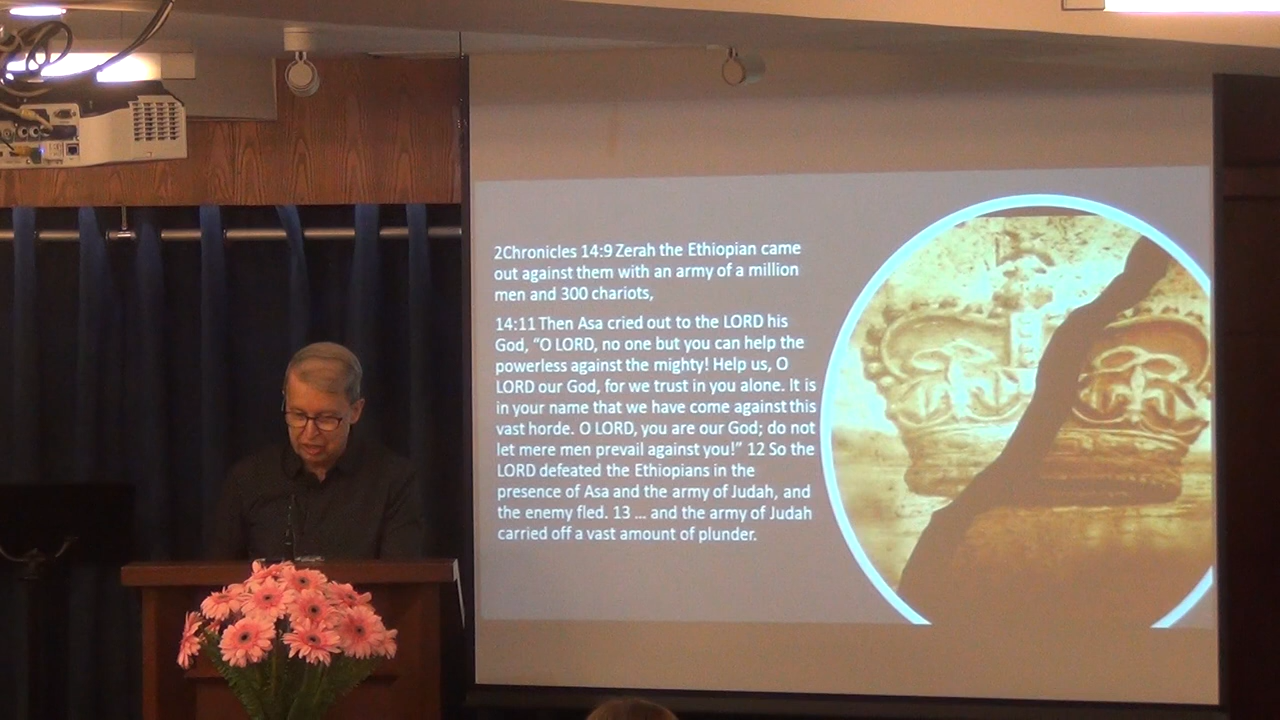 2Chronicles 14:9 Zerah the Ethiopian came
out against them with an army of a million
men and 300 chariots,
14:11 Then Asa cried out to the LORD his
God, “O LORD, no one but you can help the
powerless against the mighty! Help us, O
LORD our God, for we trust in you alone. It is
in your name that we have come against this
vast horde. O LORD, you are our God; do not
let mere men prevail against you!” 12 So the
LORD defeated the Ethiopians in the
presence of Asa and the army of Judah, and
the enemy fled. 13 ... and the army of Judah
carried off a vast amount of plunder.